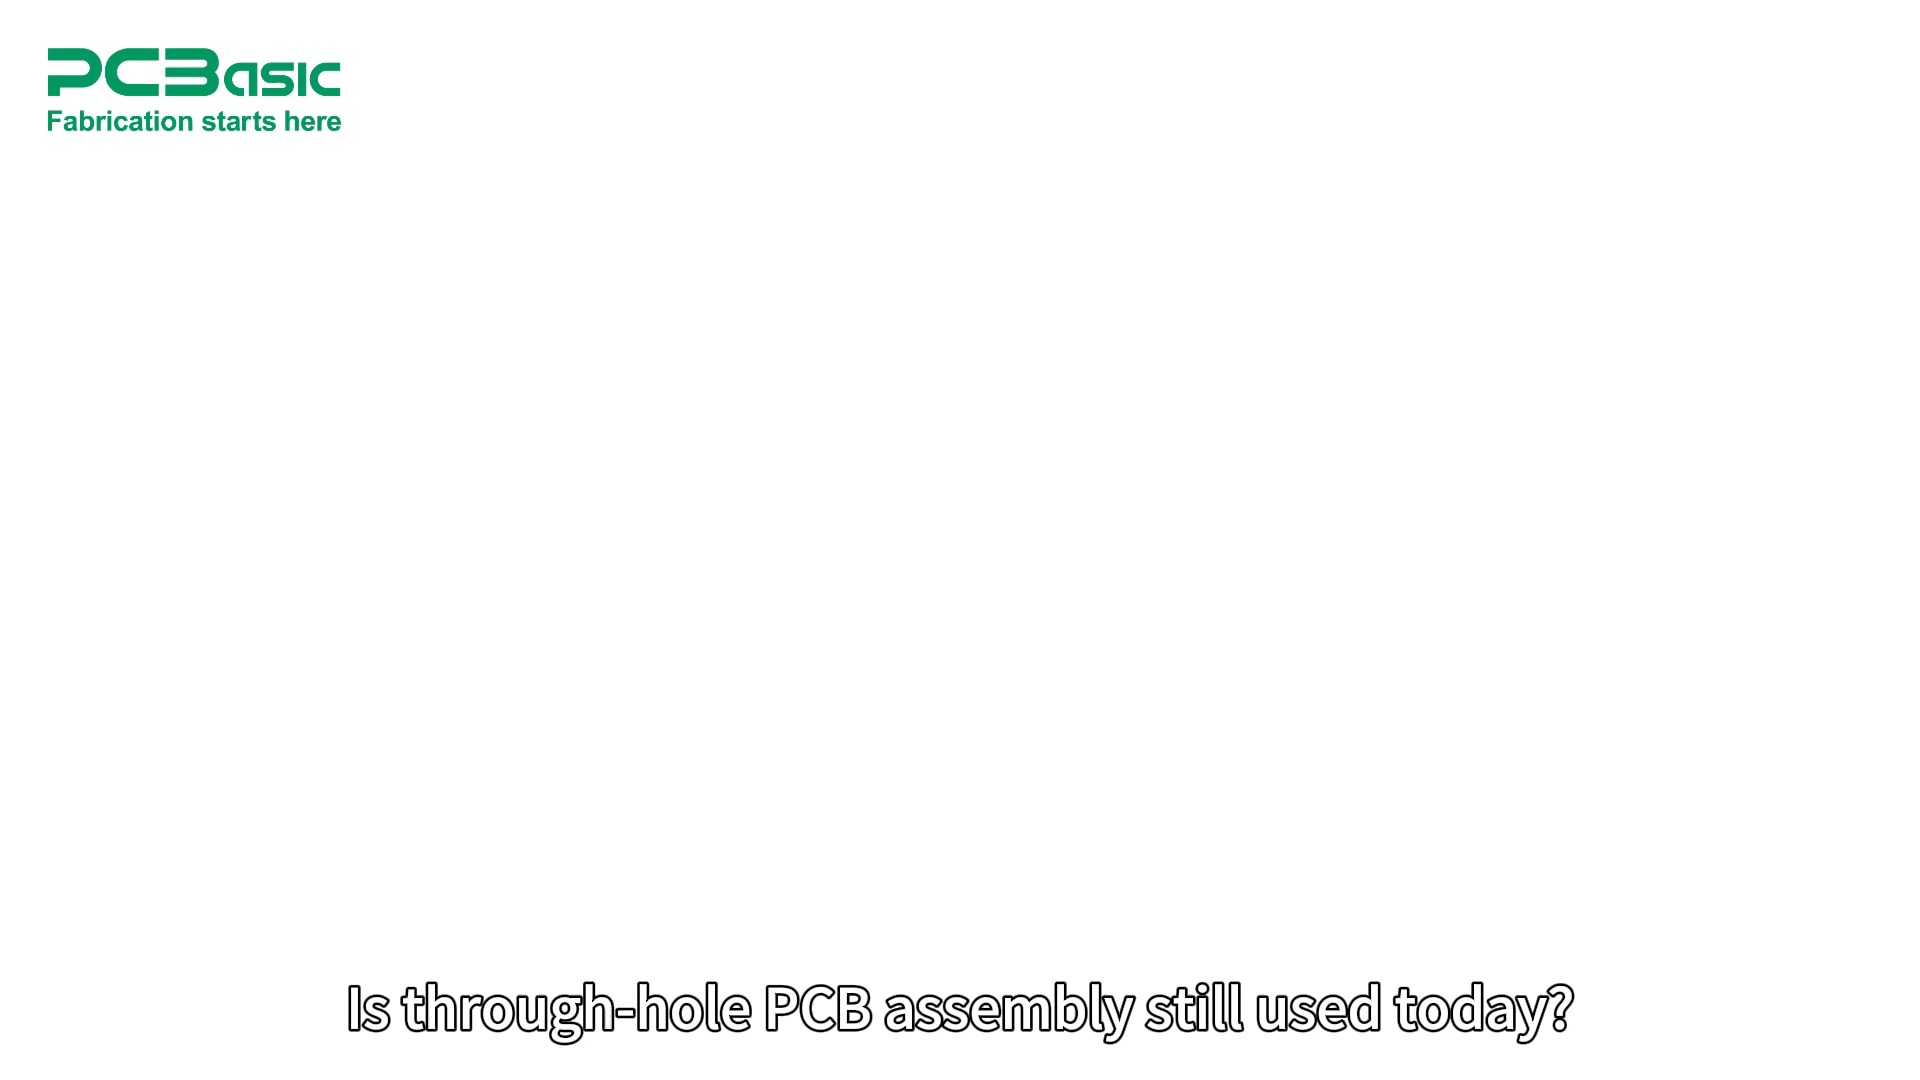 PCBasic
Fabrication starts here
Is through-hole PCB assembly still used today?